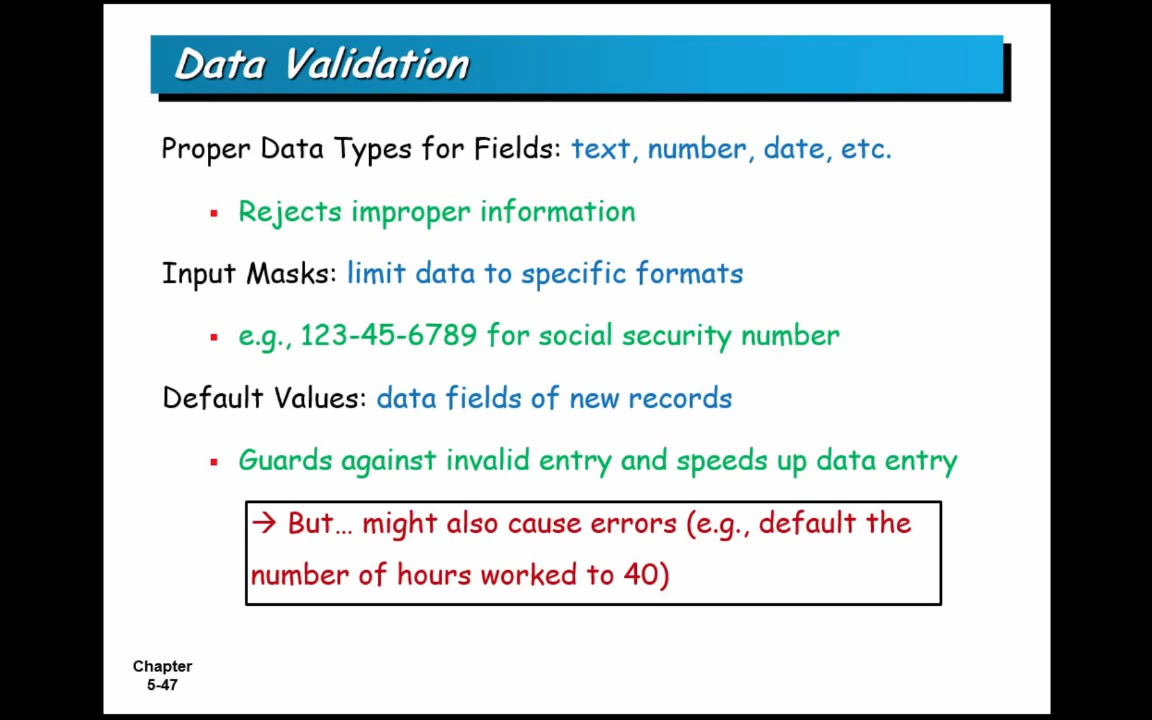 Data Validation
Proper Data Types for Fields: text, number, date, etc.
▪ Rejects improper information
Input Masks: limit data to specific formats
▪ e.g., 123-45-6789 for social security number
Default Values: data fields of new records
▪ Guards against invalid entry and speeds up data entry
→ But... might also cause errors (e.g., default the
number of hours worked to 40)
Chapter
5-47